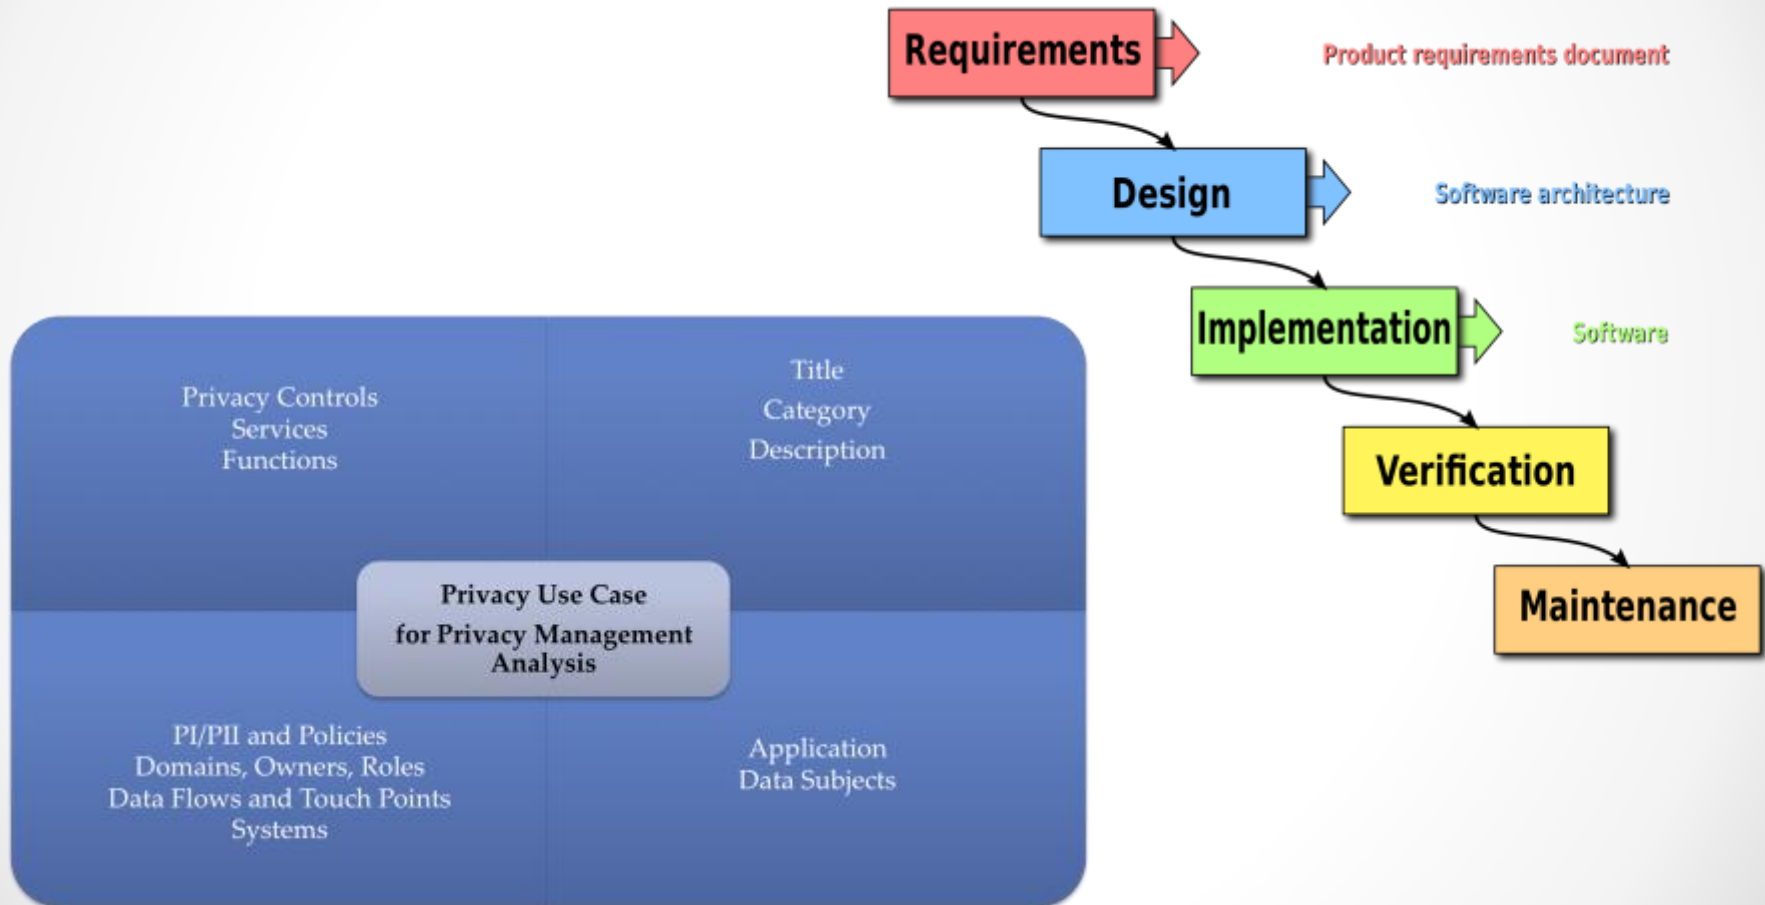 Requirements
Product requirements document
Design
Software architecture
Implementation
Software
Verification
Maintenance
Privacy Controls
Services
Functions
Title
Category
Description
Privacy Use Case
for Privacy Management
Analysis
PI/PII and Policies
Domains, Owners, Roles
Data Flows and Touch Points
Systems
Application
Data Subjects